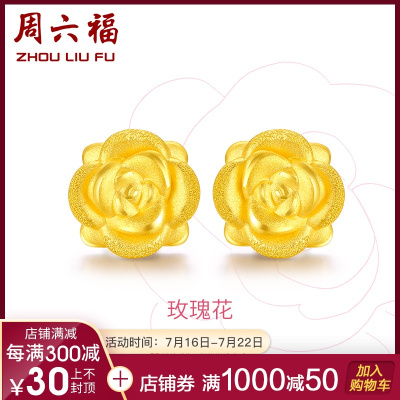 周六福
ZHOU LIU FU
玫瑰花
店铺满减
每满300减
¥30上不封顶
活动时间：7月16日-7月22日
+
店铺券 满1000减50
加入
购物车